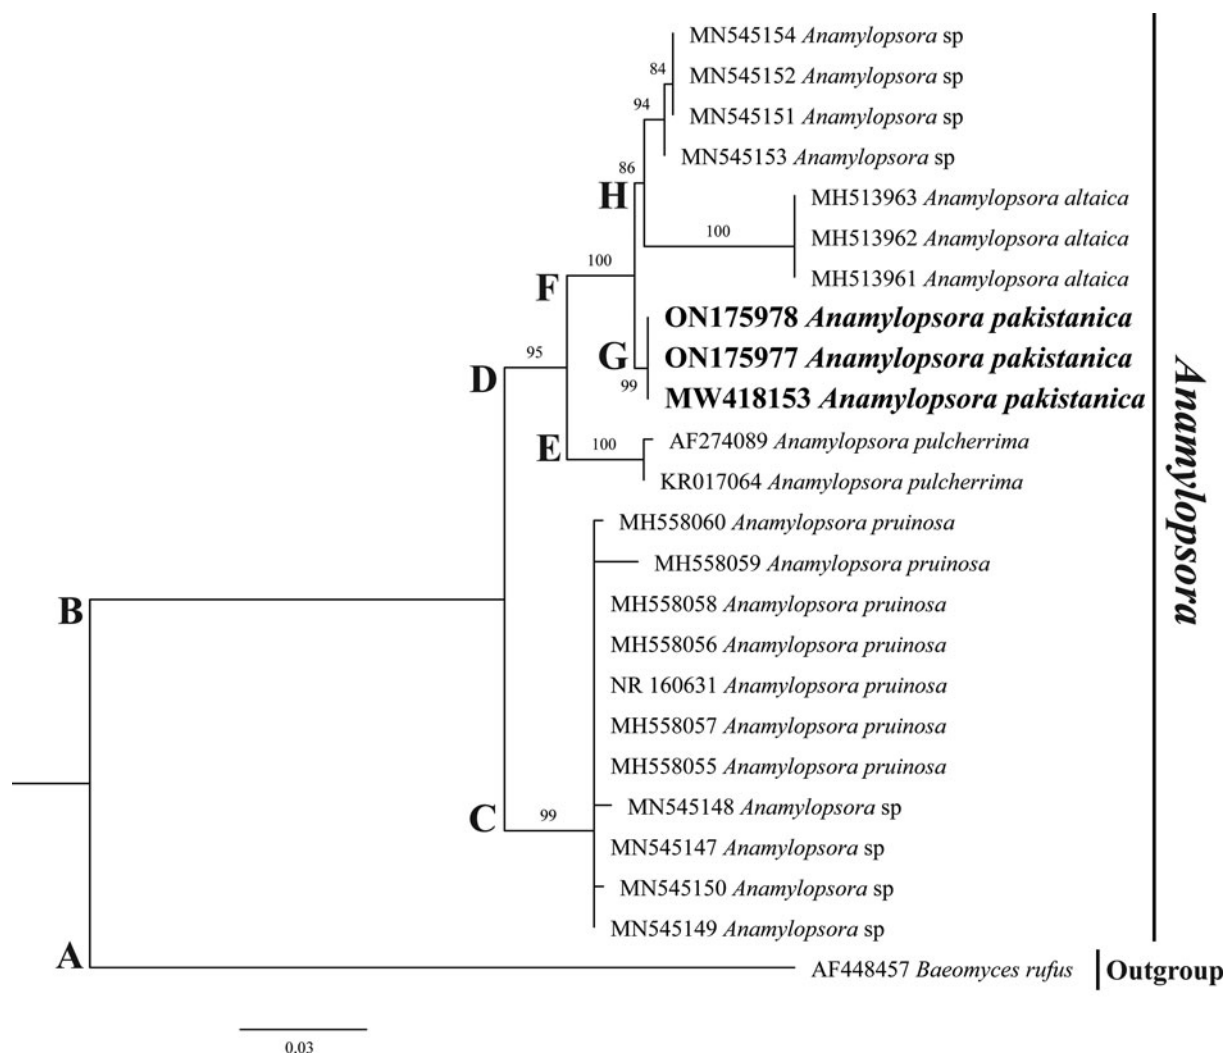 MN545154 Anamylopsora sp
84
MN545152 Anamylopsora sp
94
MN545151 Anamylopsora sp
MN545153 Anamylopsora sp
86
H
MH513963 Anamylopsora altaica
100
MH513962 Anamylopsora altaica
MH513961 Anamylopsora altaica
100
F
ON175978 Anamylopsora pakistanica
95
G
ON175977 Anamylopsora pakistanica
D
99
MW418153 Anamylopsora pakistanica
Anamylopsora
E
100
AF274089 Anamylopsora pulcherrima
KR017064 Anamylopsora pulcherrima
MH558060 Anamylopsora pruinosa
MH558059 Anamylopsora pruinosa
B
MH558058 Anamylopsora pruinosa
MH558056 Anamylopsora pruinosa
NR 160631 Anamylopsora pruinosa
MH558057 Anamylopsora pruinosa
MH558055 Anamylopsora pruinosa
C
99
MN545148 Anamylopsora sp
MN545147 Anamylopsora sp
MN545150 Anamylopsora sp
MN545149 Anamylopsora sp
A
AF448457 Baeomyces rufus
Outgroup
0.03